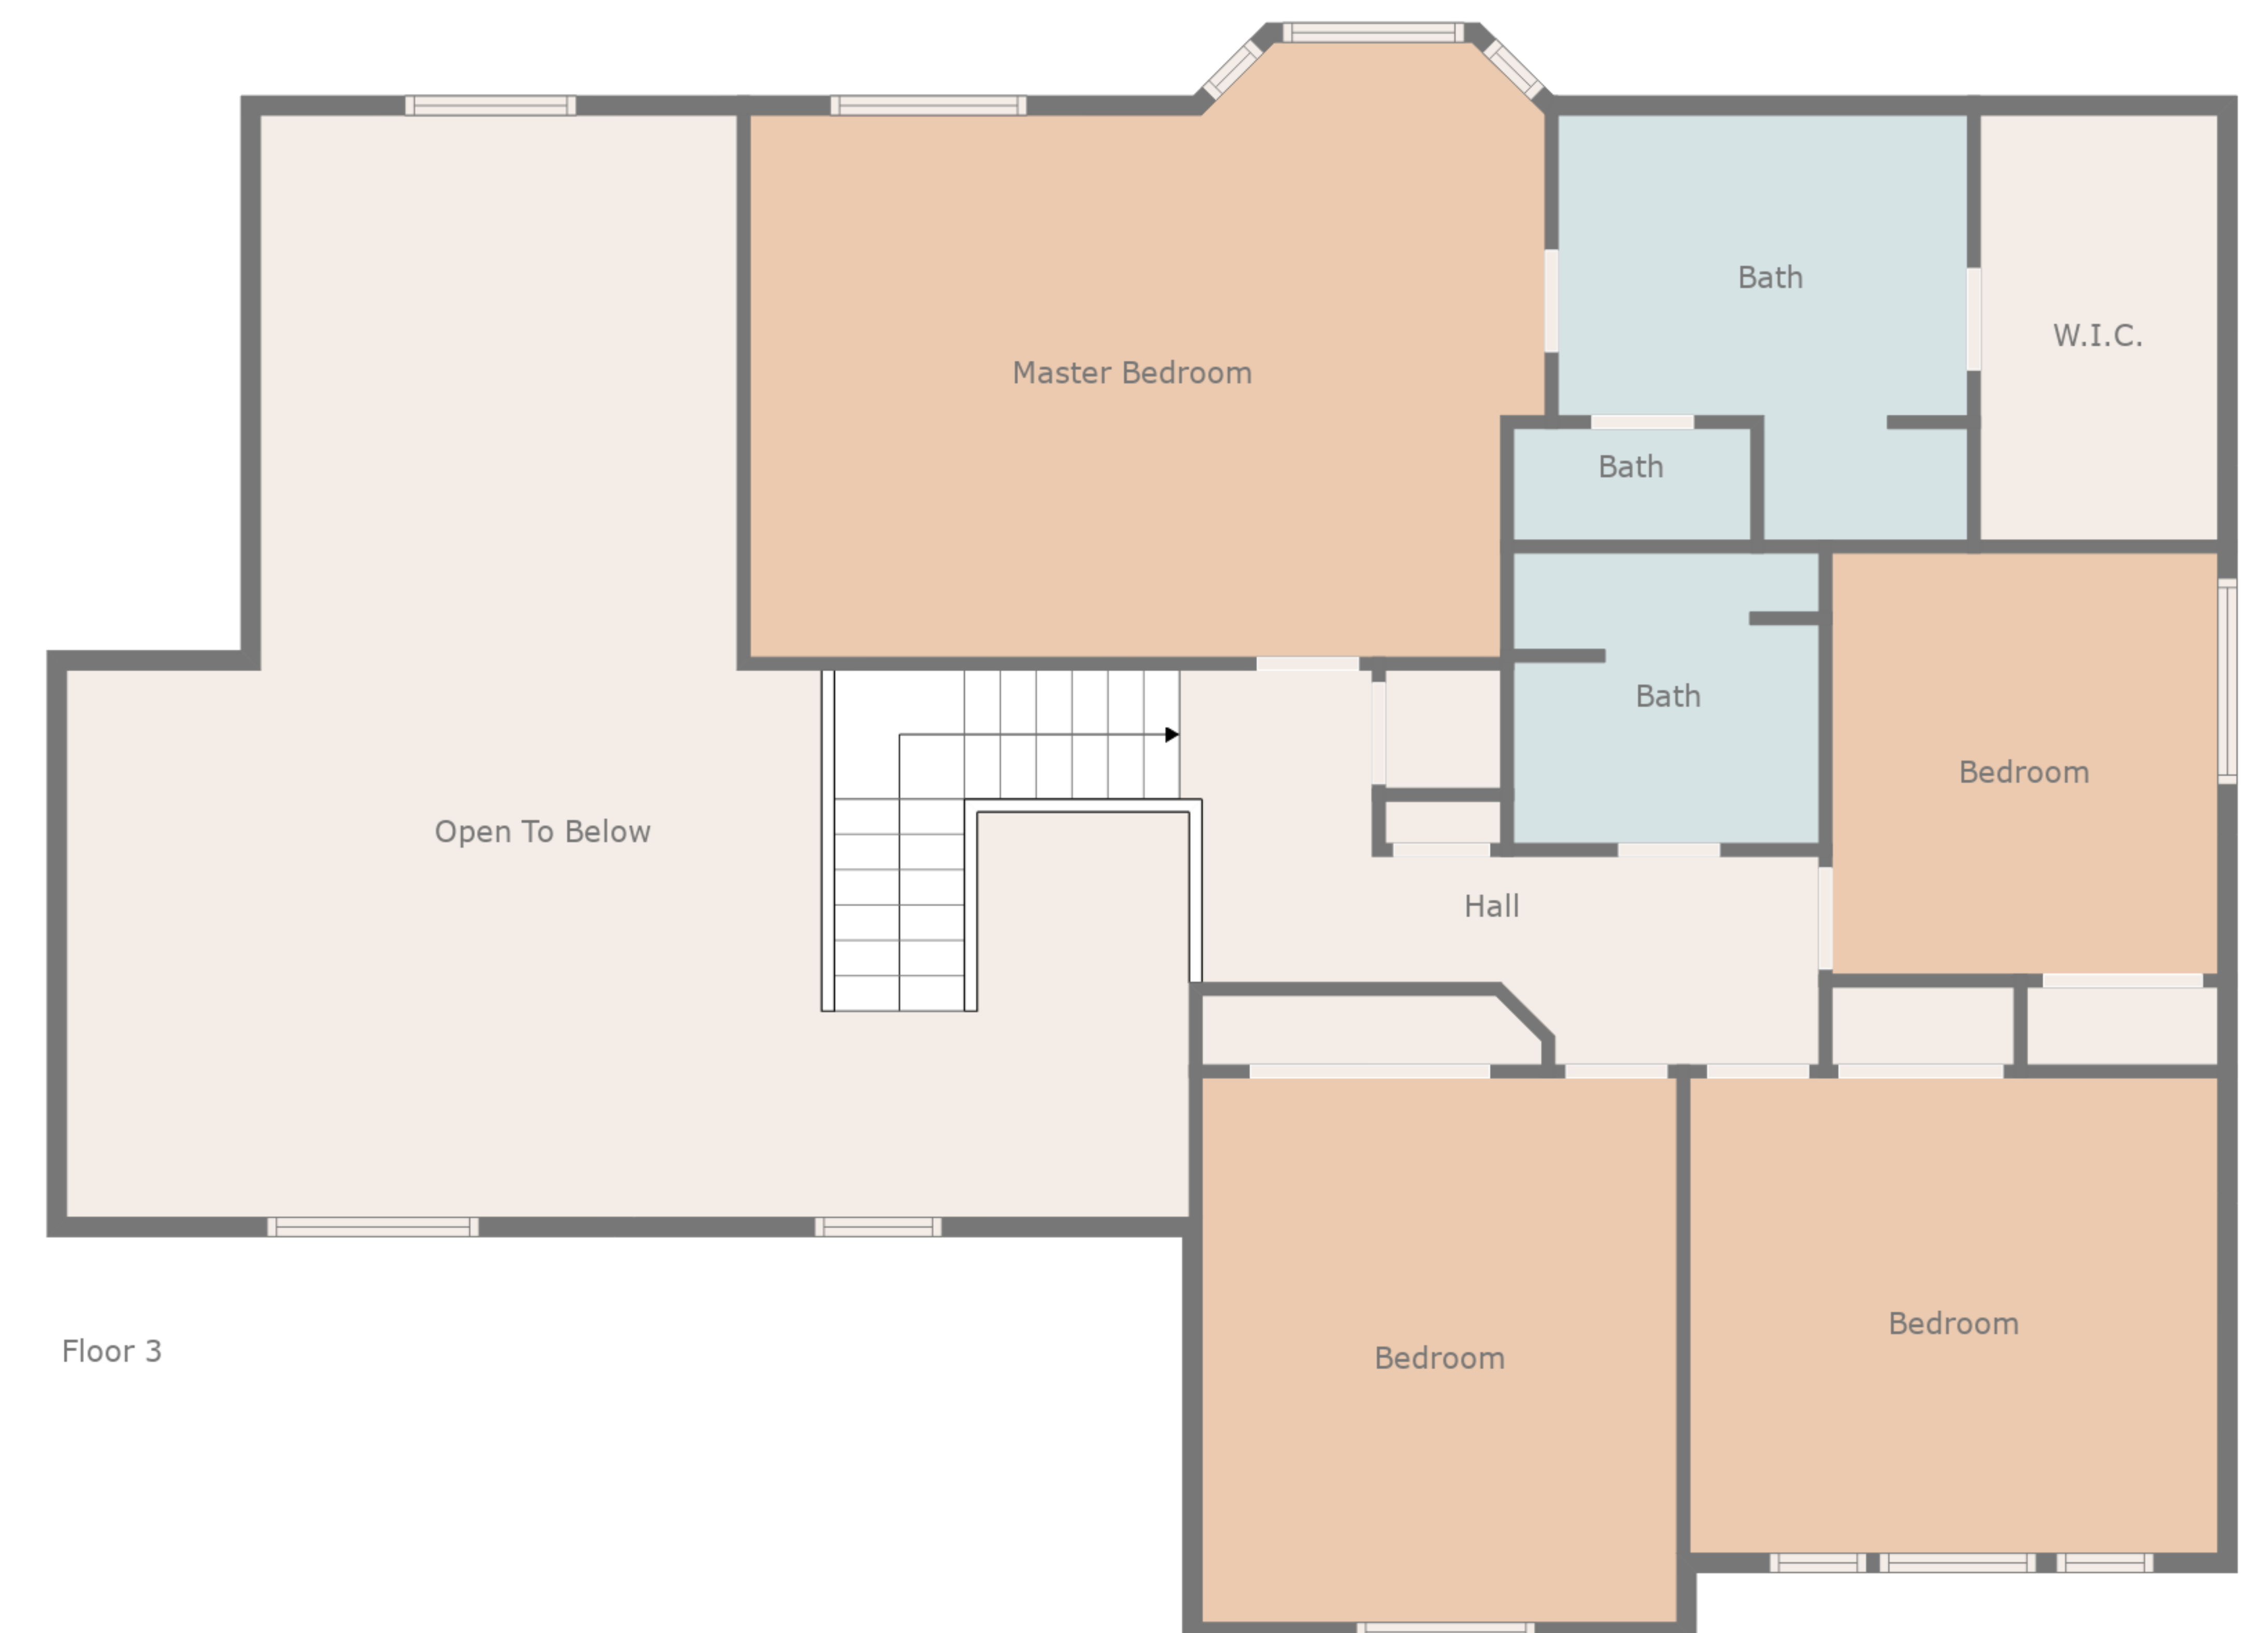 Bath
W.I.C.
Master Bedroom
Bath
Bath
Bedroom
Open To Below
Hall
Bedroom
Bedroom
Floor 3